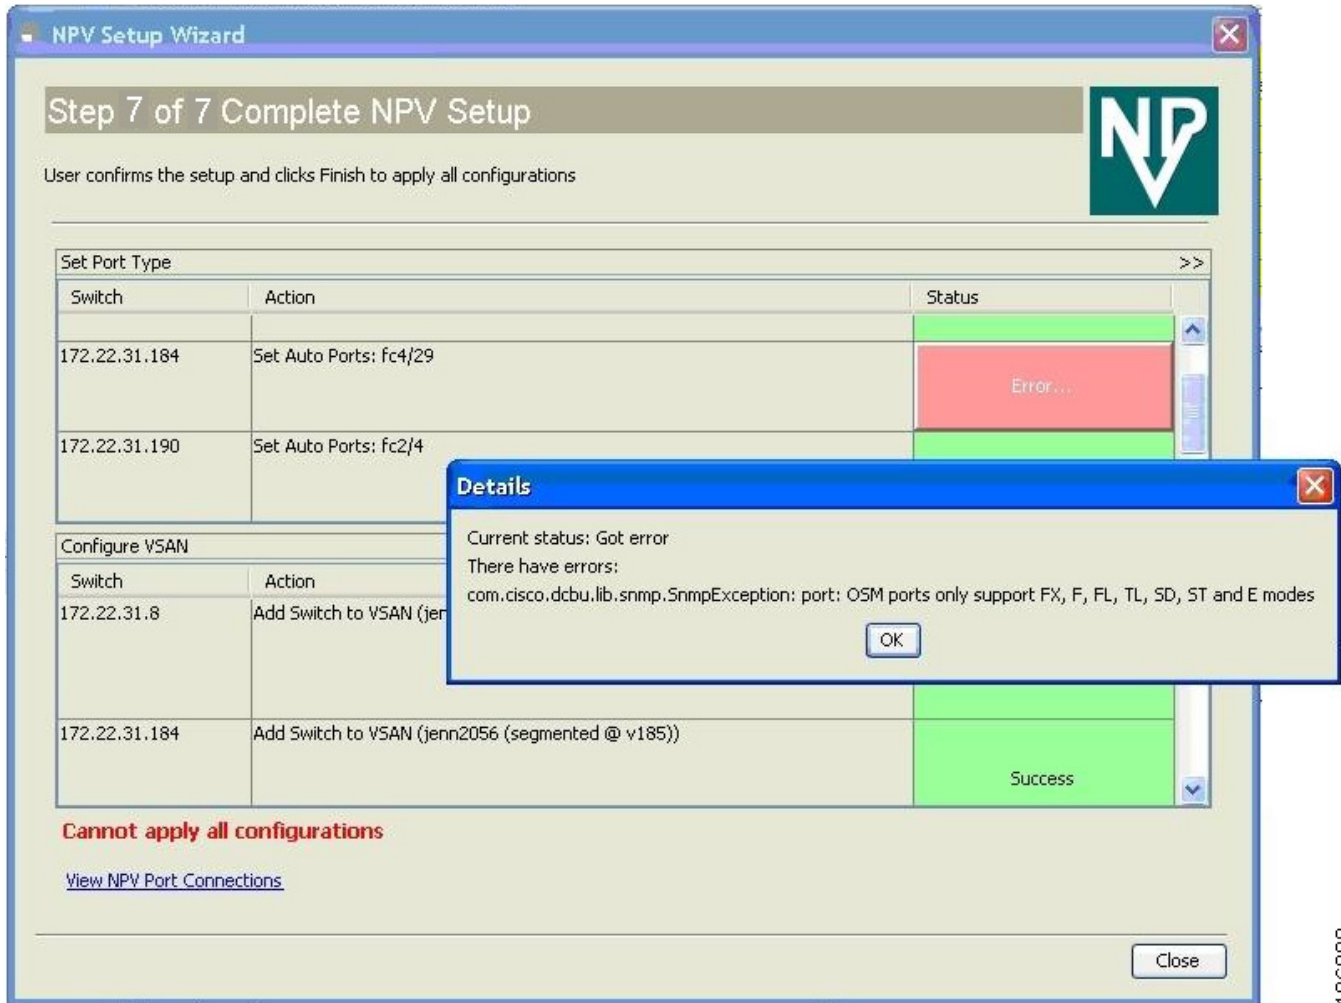 NPV Setup Wizard
Step 7 of 7 Complete NPV Setup
NPV
User confirms the setup and clicks Finish to apply all configurations
Set Port Type >>
Switch Action Status
172.22.31.184 Set Auto Ports: fc4/29 Error...
172.22.31.190 Set Auto Ports: fc2/4
Details
Current status: Got error
There have errors:
com.cisco.dcbu.lib.snmp.SnmpException: port: OSM ports only support FX, F, FL, TL, SD, ST and E modes
OK
Configure VSAN
Switch Action
172.22.31.8 Add Switch to VSAN (jen
172.22.31.184 Add Switch to VSAN (jenn2056 (segmented @ v185)) Success
Cannot apply all configurations
View NPV Port Connections
Close